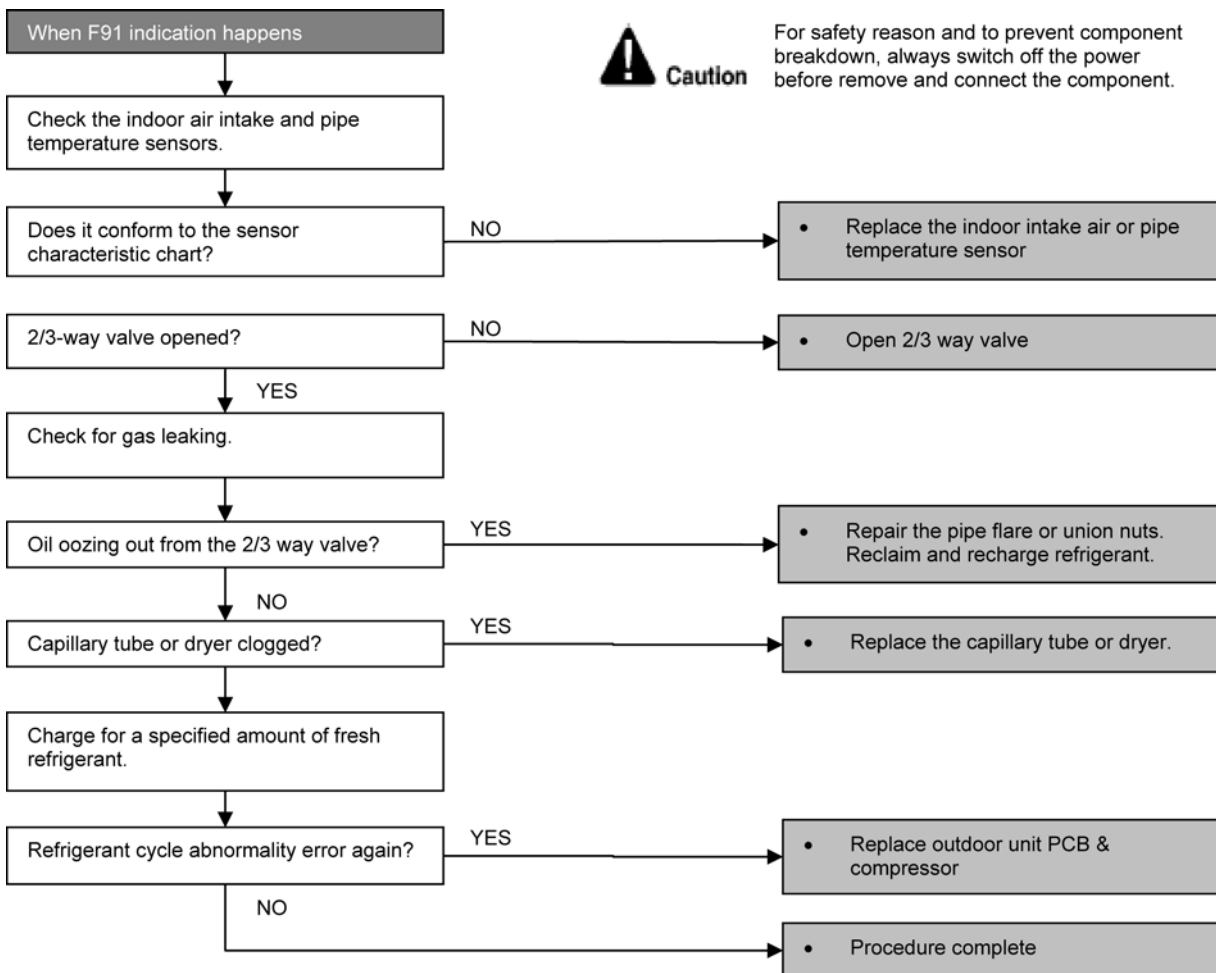 When F91 indication happens
Caution
For safety reason and to prevent component
breakdown, always switch off the power
before remove and connect the component.
Check the indoor air intake and pipe
temperature sensors.
Does it conform to the sensor
characteristic chart?
NO
• Replace the indoor intake air or pipe
temperature sensor
2/3-way valve opened?
NO
• Open 2/3 way valve
YES
Check for gas leaking.
Oil oozing out from the 2/3 way valve?
YES
• Repair the pipe flare or union nuts.
Reclaim and recharge refrigerant.
NO
Capillary tube or dryer clogged?
YES
• Replace the capillary tube or dryer.
Charge for a specified amount of fresh
refrigerant.
Refrigerant cycle abnormality error again?
YES
• Replace outdoor unit PCB &
compressor
NO
• Procedure complete